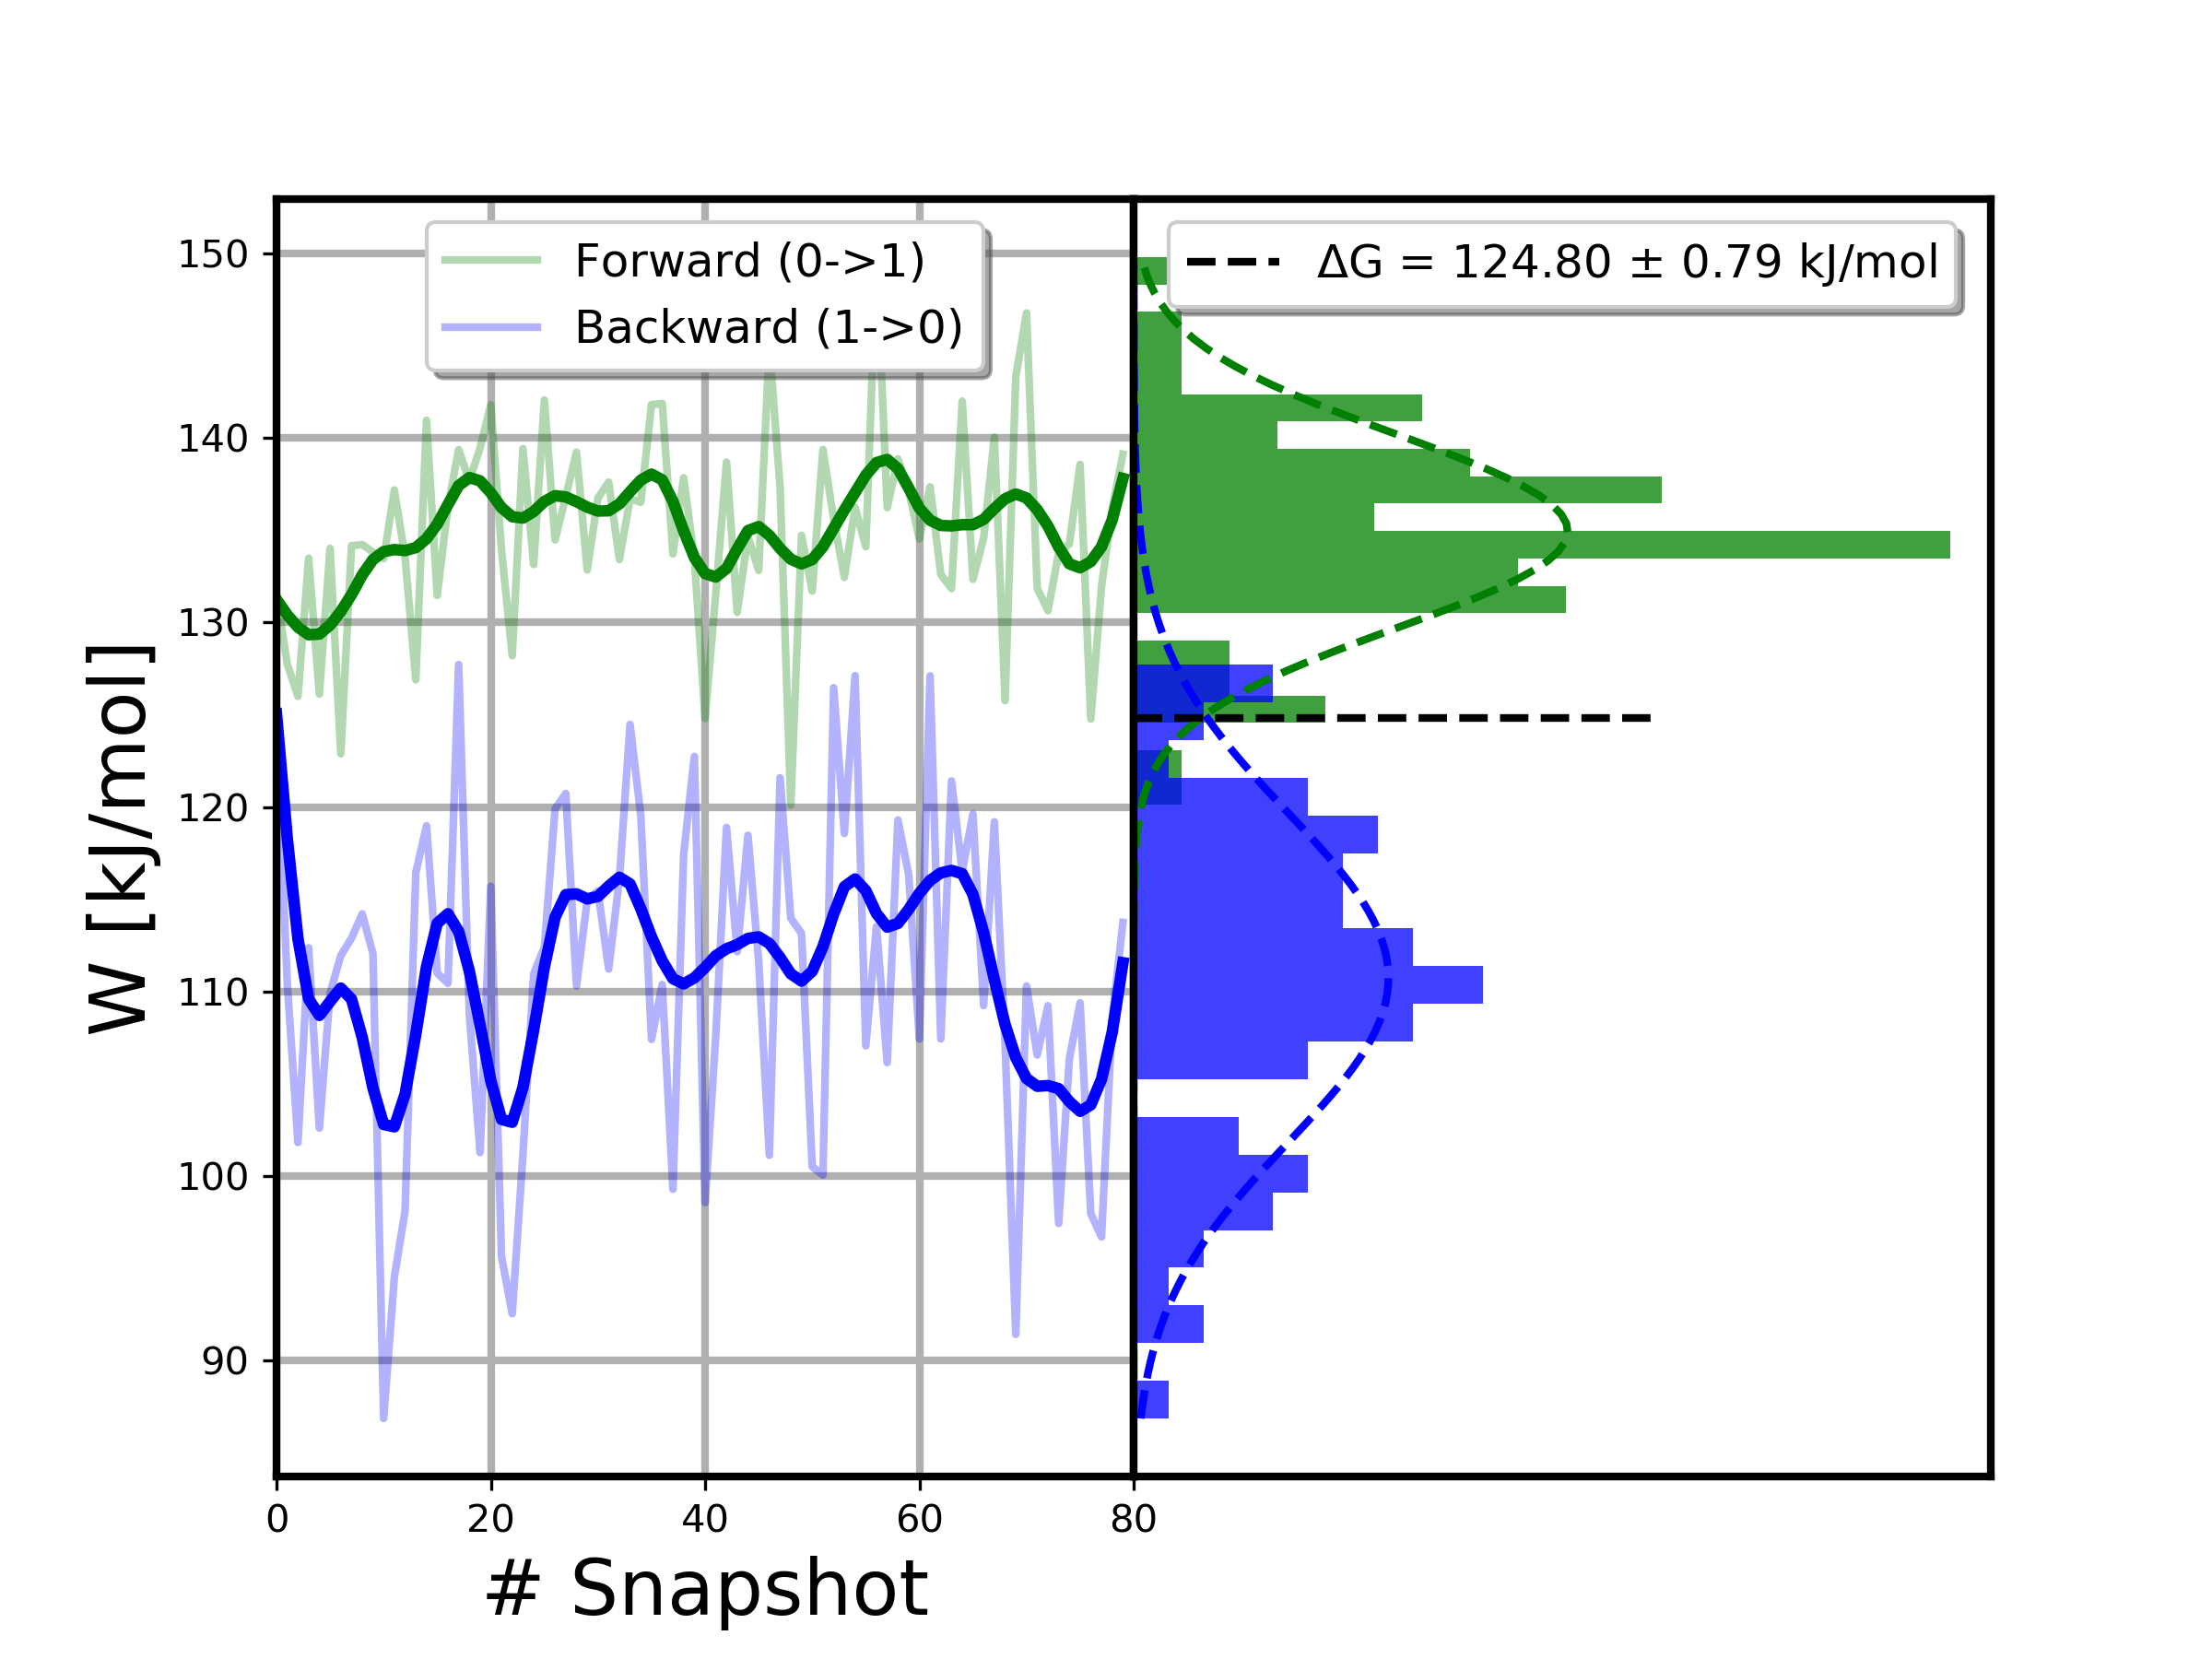 Forward (0->1)
Backward (1->0)
ΔG = 124.80 ± 0.79 kJ/mol
W [kJ/mol]
150
140
130
120
110
100
90
0 20 40 60 80
# Snapshot